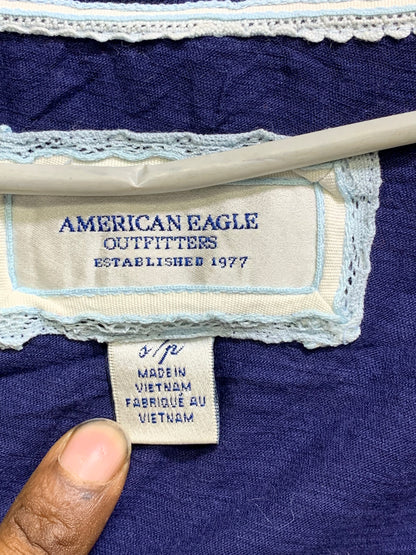 AMERICAN EAGLE
OUTFITTERS
ESTABLISHED 1977
s/p
MADE IN
VIETNAM
FABRIQUÉ AU
VIETNAM